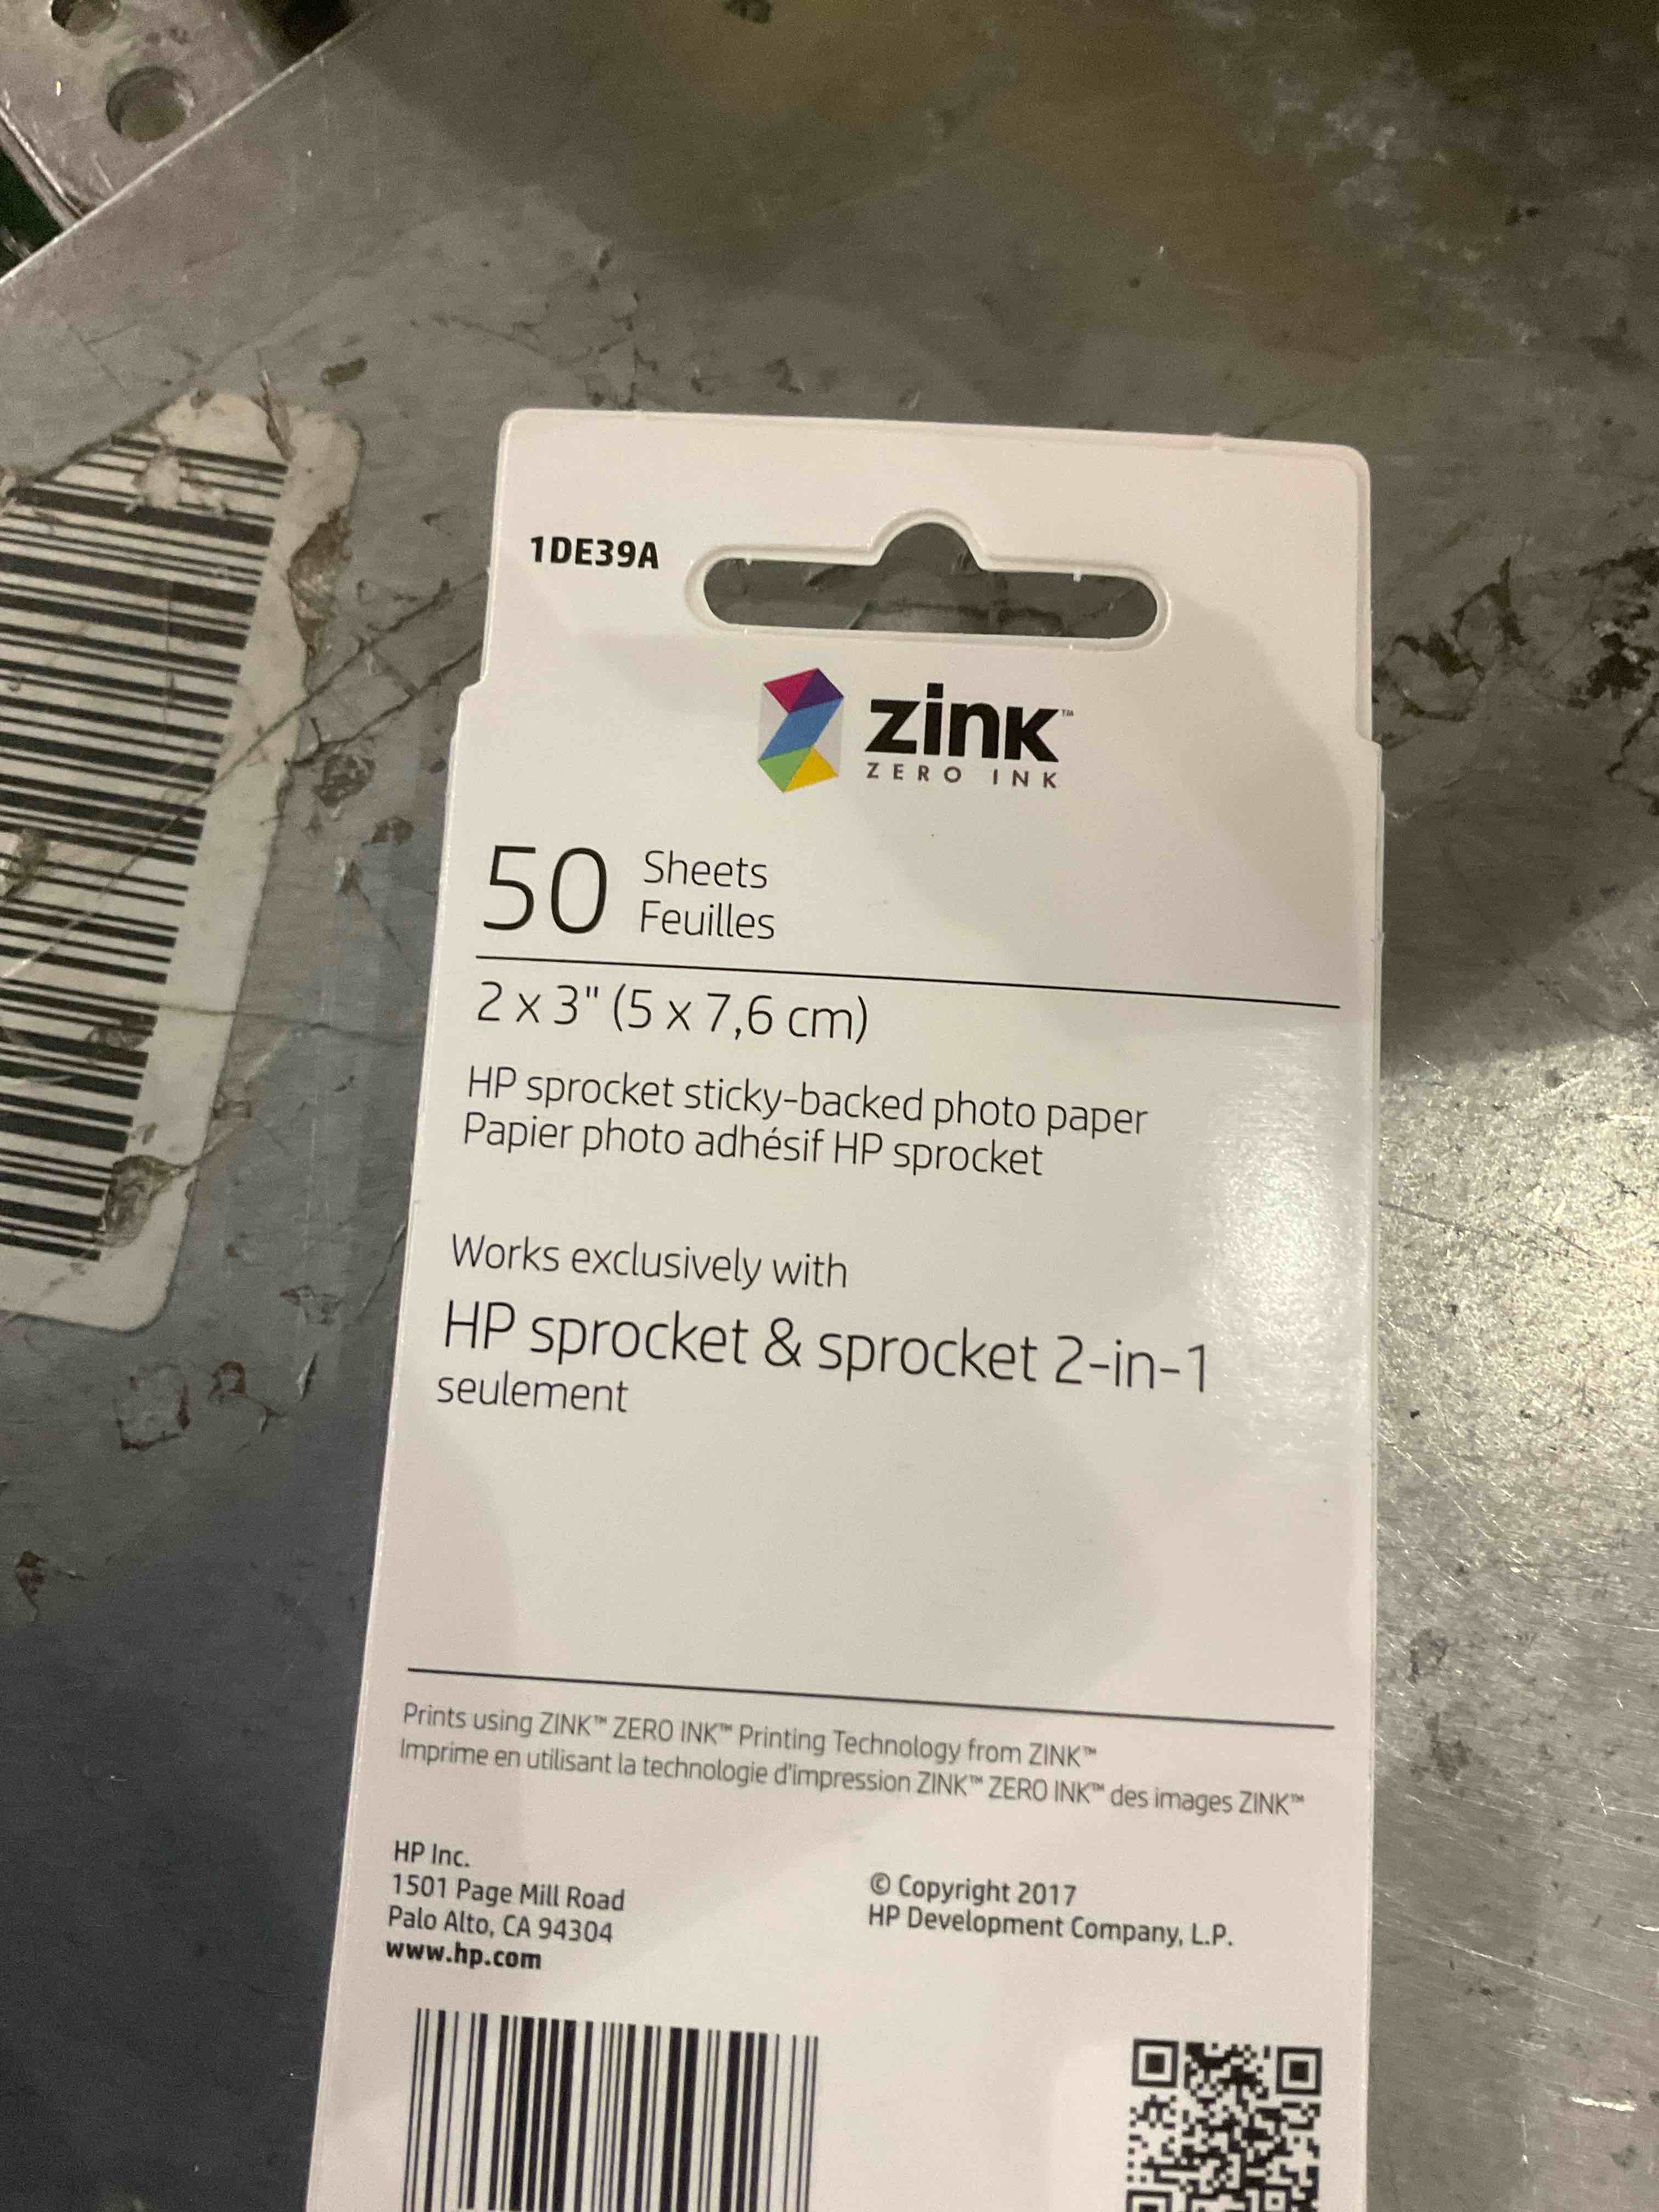 1DE39A
zink™
ZERO INK
50 Sheets
Feuilles
2 x 3" (5 x 7,6 cm)
HP sprocket sticky-backed photo paper
Papier photo adhésif HP sprocket
Works exclusively with
HP sprocket & sprocket 2-in-1
seulement
Prints using ZINK™ ZERO INK™ Printing Technology from ZINK™
Imprime en utilisant la technologie d'impression ZINK™ ZERO INK™ des images ZINK™
HP Inc.
1501 Page Mill Road
Palo Alto, CA 94304
www.hp.com
© Copyright 2017
HP Development Company, L.P.